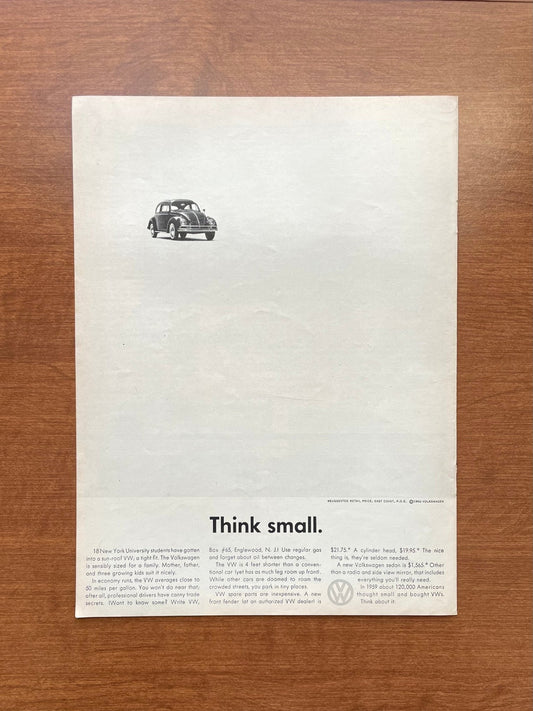 *SUGGESTED RETAIL PRICE, EAST COAST, P.O.E. ©1960 VOLKSWAGEN
Think small.
18 New York University students have gotten
into a sun-roof VW; a tight fit. The Volkswagen
is sensibly sized for a family. Mother, father,
and three growing kids suit it nicely.
In economy runs, the VW averages close to
50 miles per gallon. You won't do near that;
after all, professional drivers have canny trade
secrets. (Want to know some? Write VW,
Box #65, Englewood, N. J.) Use regular gas
and forget about oil between changes.
The VW is 4 feet shorter than a conven-
tional car (yet has as much leg room up front).
While other cars are doomed to roam the
crowded streets, you park in tiny places.
VW spare parts are inexpensive. A new
front fender (at an authorized VW dealer) is
$21.75.* A cylinder head, $19.95.* The nice
thing is, they're seldom needed.
A new Volkswagen sedan is $1,565.* Other
than a radio and side view mirror, that includes
everything you'll really need.
In 1959 about 120,000 Americans
thought small and bought VWs.
Think about it.
VW